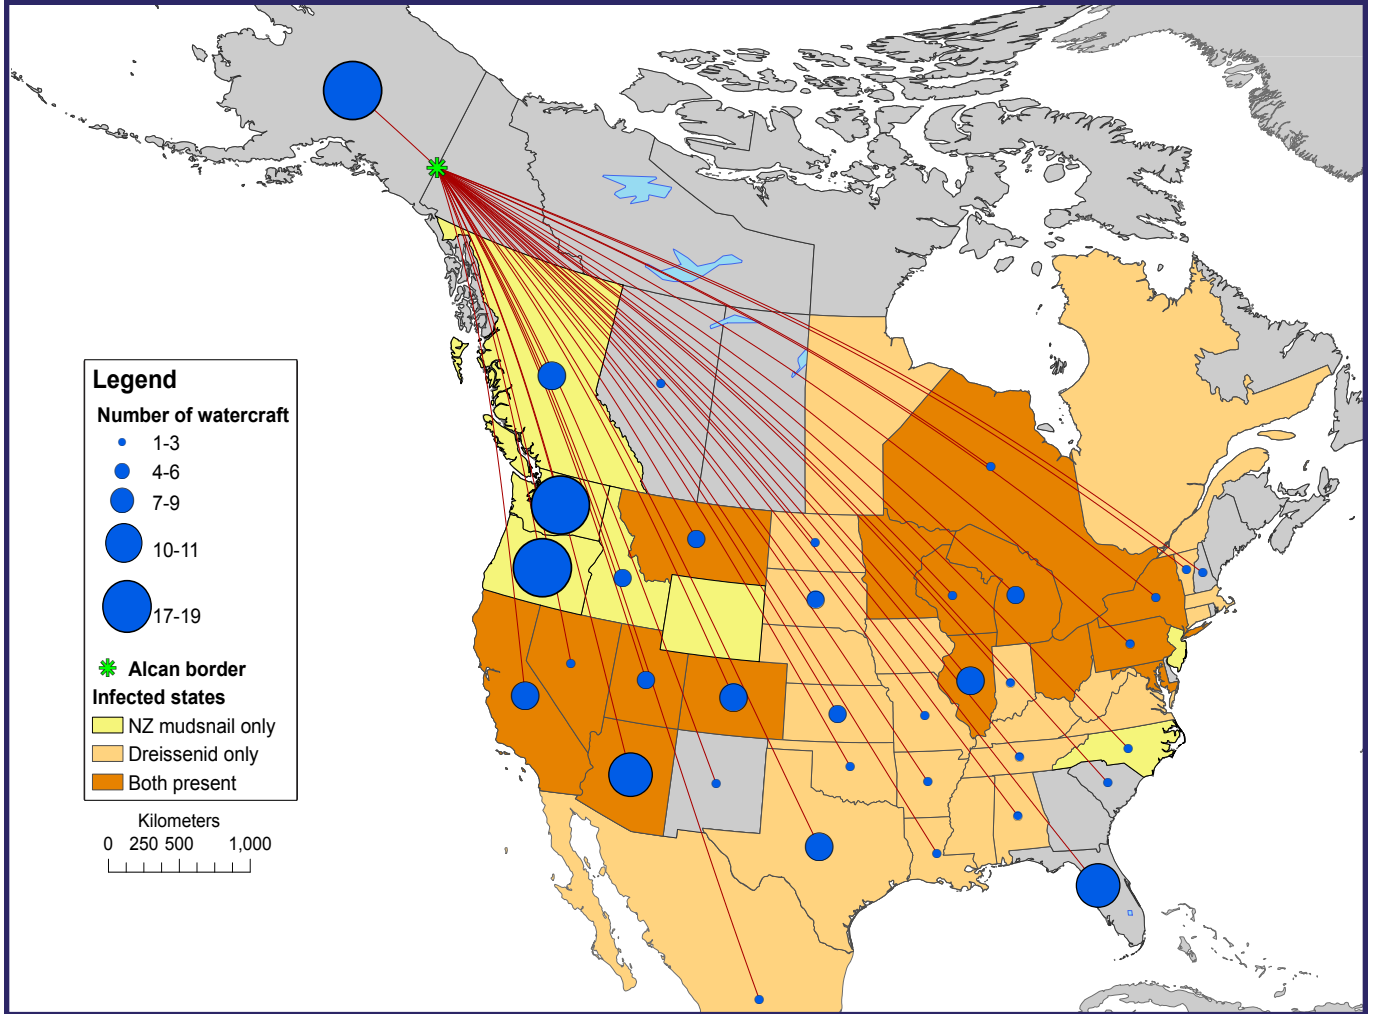 Legend
Number of watercraft
1-3
4-6
7-9
10-11
17-19
Alcan border
Infected states
NZ mudsnail only
Dreissenid only
Both present
Kilometers
0 250 500 1,000